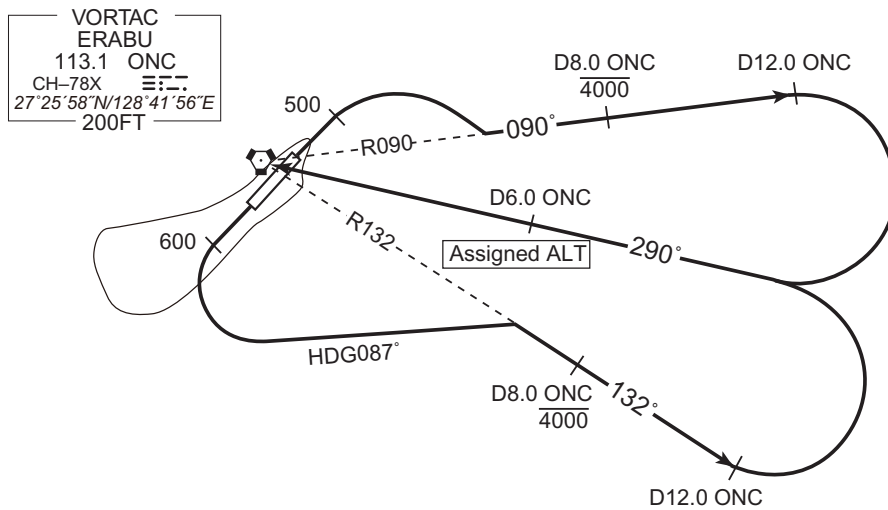 VORTAC
ERABU
113.1 ONC
CH–78X
27°25´58˝N/128°41´56˝E
200FT
500
D8.0 ONC
4000
D12.0 ONC
R090
090°
D6.0 ONC
Assigned ALT
290°
R132
600
HDG087°
D8.0 ONC
4000
132°
D12.0 ONC